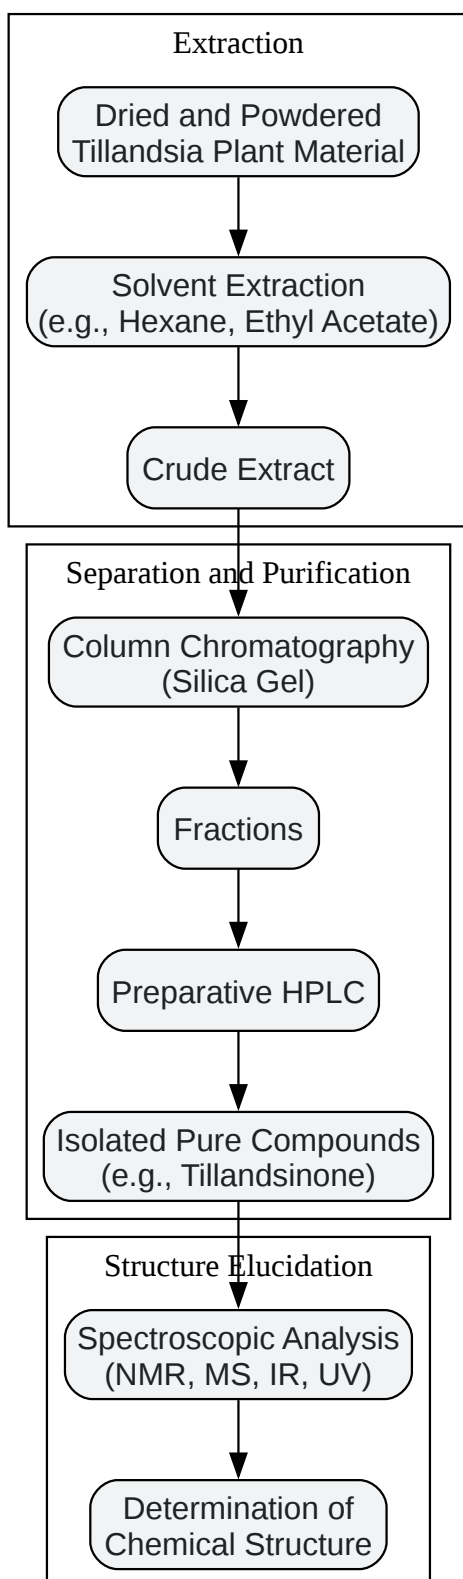 Extraction
Dried and Powdered
Tillandsia Plant Material
Solvent Extraction
(e.g., Hexane, Ethyl Acetate)
Crude Extract
Separation and Purification
Column Chromatography
(Silica Gel)
Fractions
Preparative HPLC
Isolated Pure Compounds
(e.g., Tillandsinone)
Structure Elucidation
Spectroscopic Analysis
(NMR, MS, IR, UV)
Determination of
Chemical Structure